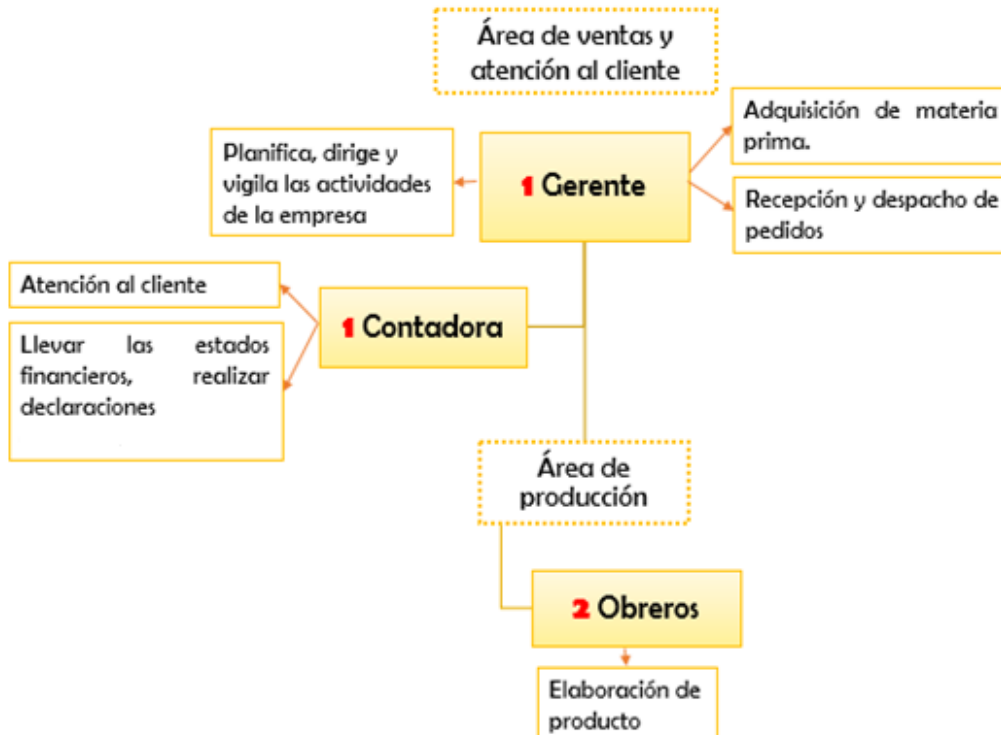 Área de ventas y
atención al cliente
Adquisición de materia
prima.
Planifica, dirige y
vigila las actividades
de la empresa
1 Gerente
Recepción y despacho de
pedidos
Atención al cliente
1 Contadora
Llevar las estados
financieros, realizar
declaraciones
Área de
producción
2 Obreros
Elaboración de
producto